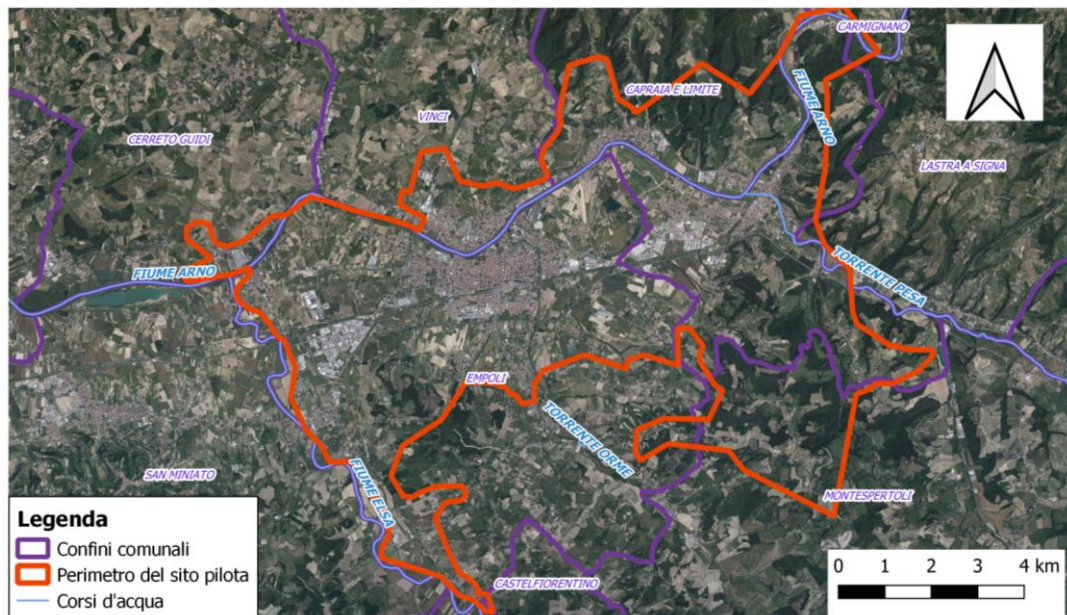 CARMIGNANO
CAPRAIA E LIMITE
FIUME ARNO
VINCI
CERRETO GUIDI
LASTRA A SIGNA
FIUME ARNO
TORRENTE PESA
EMPOLI
TORRENTE ORME
SAN MINIATO
FIUME ELSA
MONTESPERTOLI
CASTELFIORENTINO
Legenda
Confini comunali
Perimetro del sito pilota
Corsi d'acqua
0 1 2 3 4 km